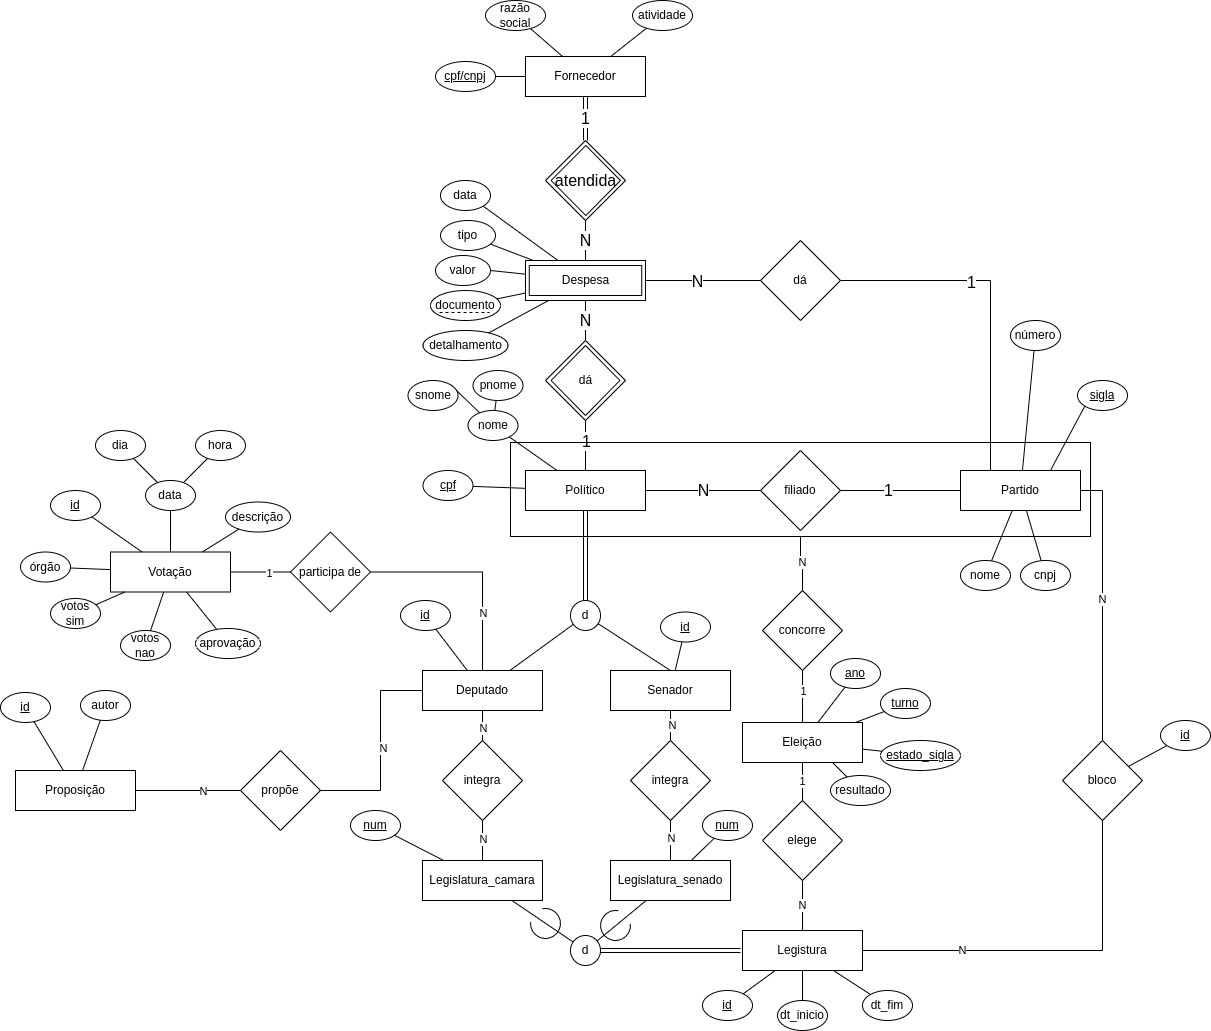 razão
social
atividade
cpf/cnpj
Fornecedor
1
atendida
data
tipo
N
valor
Despesa
N
dá
1
documento
detalhamento
N
número
dá
pnome
snome
sigla
nome
1
cpf
Político
N
filiado
1
Partido
dia
hora
data
id
descrição
órgão
Votação
1
participa de
N
nome
cnpj
N
N
votos
sim
votos
nao
aprovação
id
d
id
concorre
Deputado
Senador
1
ano
turno
id
autor
N
N
N
Eleição
estado_sigla
id
Proposição
N
propõe
integra
integra
1
resultado
bloco
num
N
N
num
elege
Legislatura_camara
Legislatura_senado
N
d
Legistura
N
id
dt_inicio
dt_fim